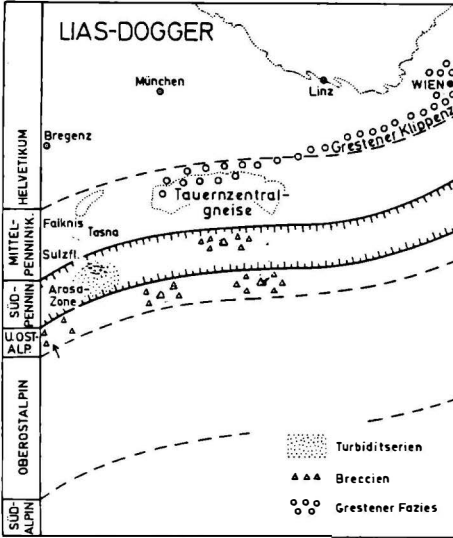 LIAS-DOGGER
München
Linz
WIEN
Bregenz
Grestener Klippenz.
Tauernzentral-
gneise
Falknis
Tasna
Sulzfl.
Arosa-
Zone
HELVETIKUM
MITTEL-
PENNINIK.
SÜD-
PENNIN
U.OST-
ALP.
OBEROSTALPIN
SÜD-
ALPIN
Turbiditserien
Breccien
Grestener Fazies